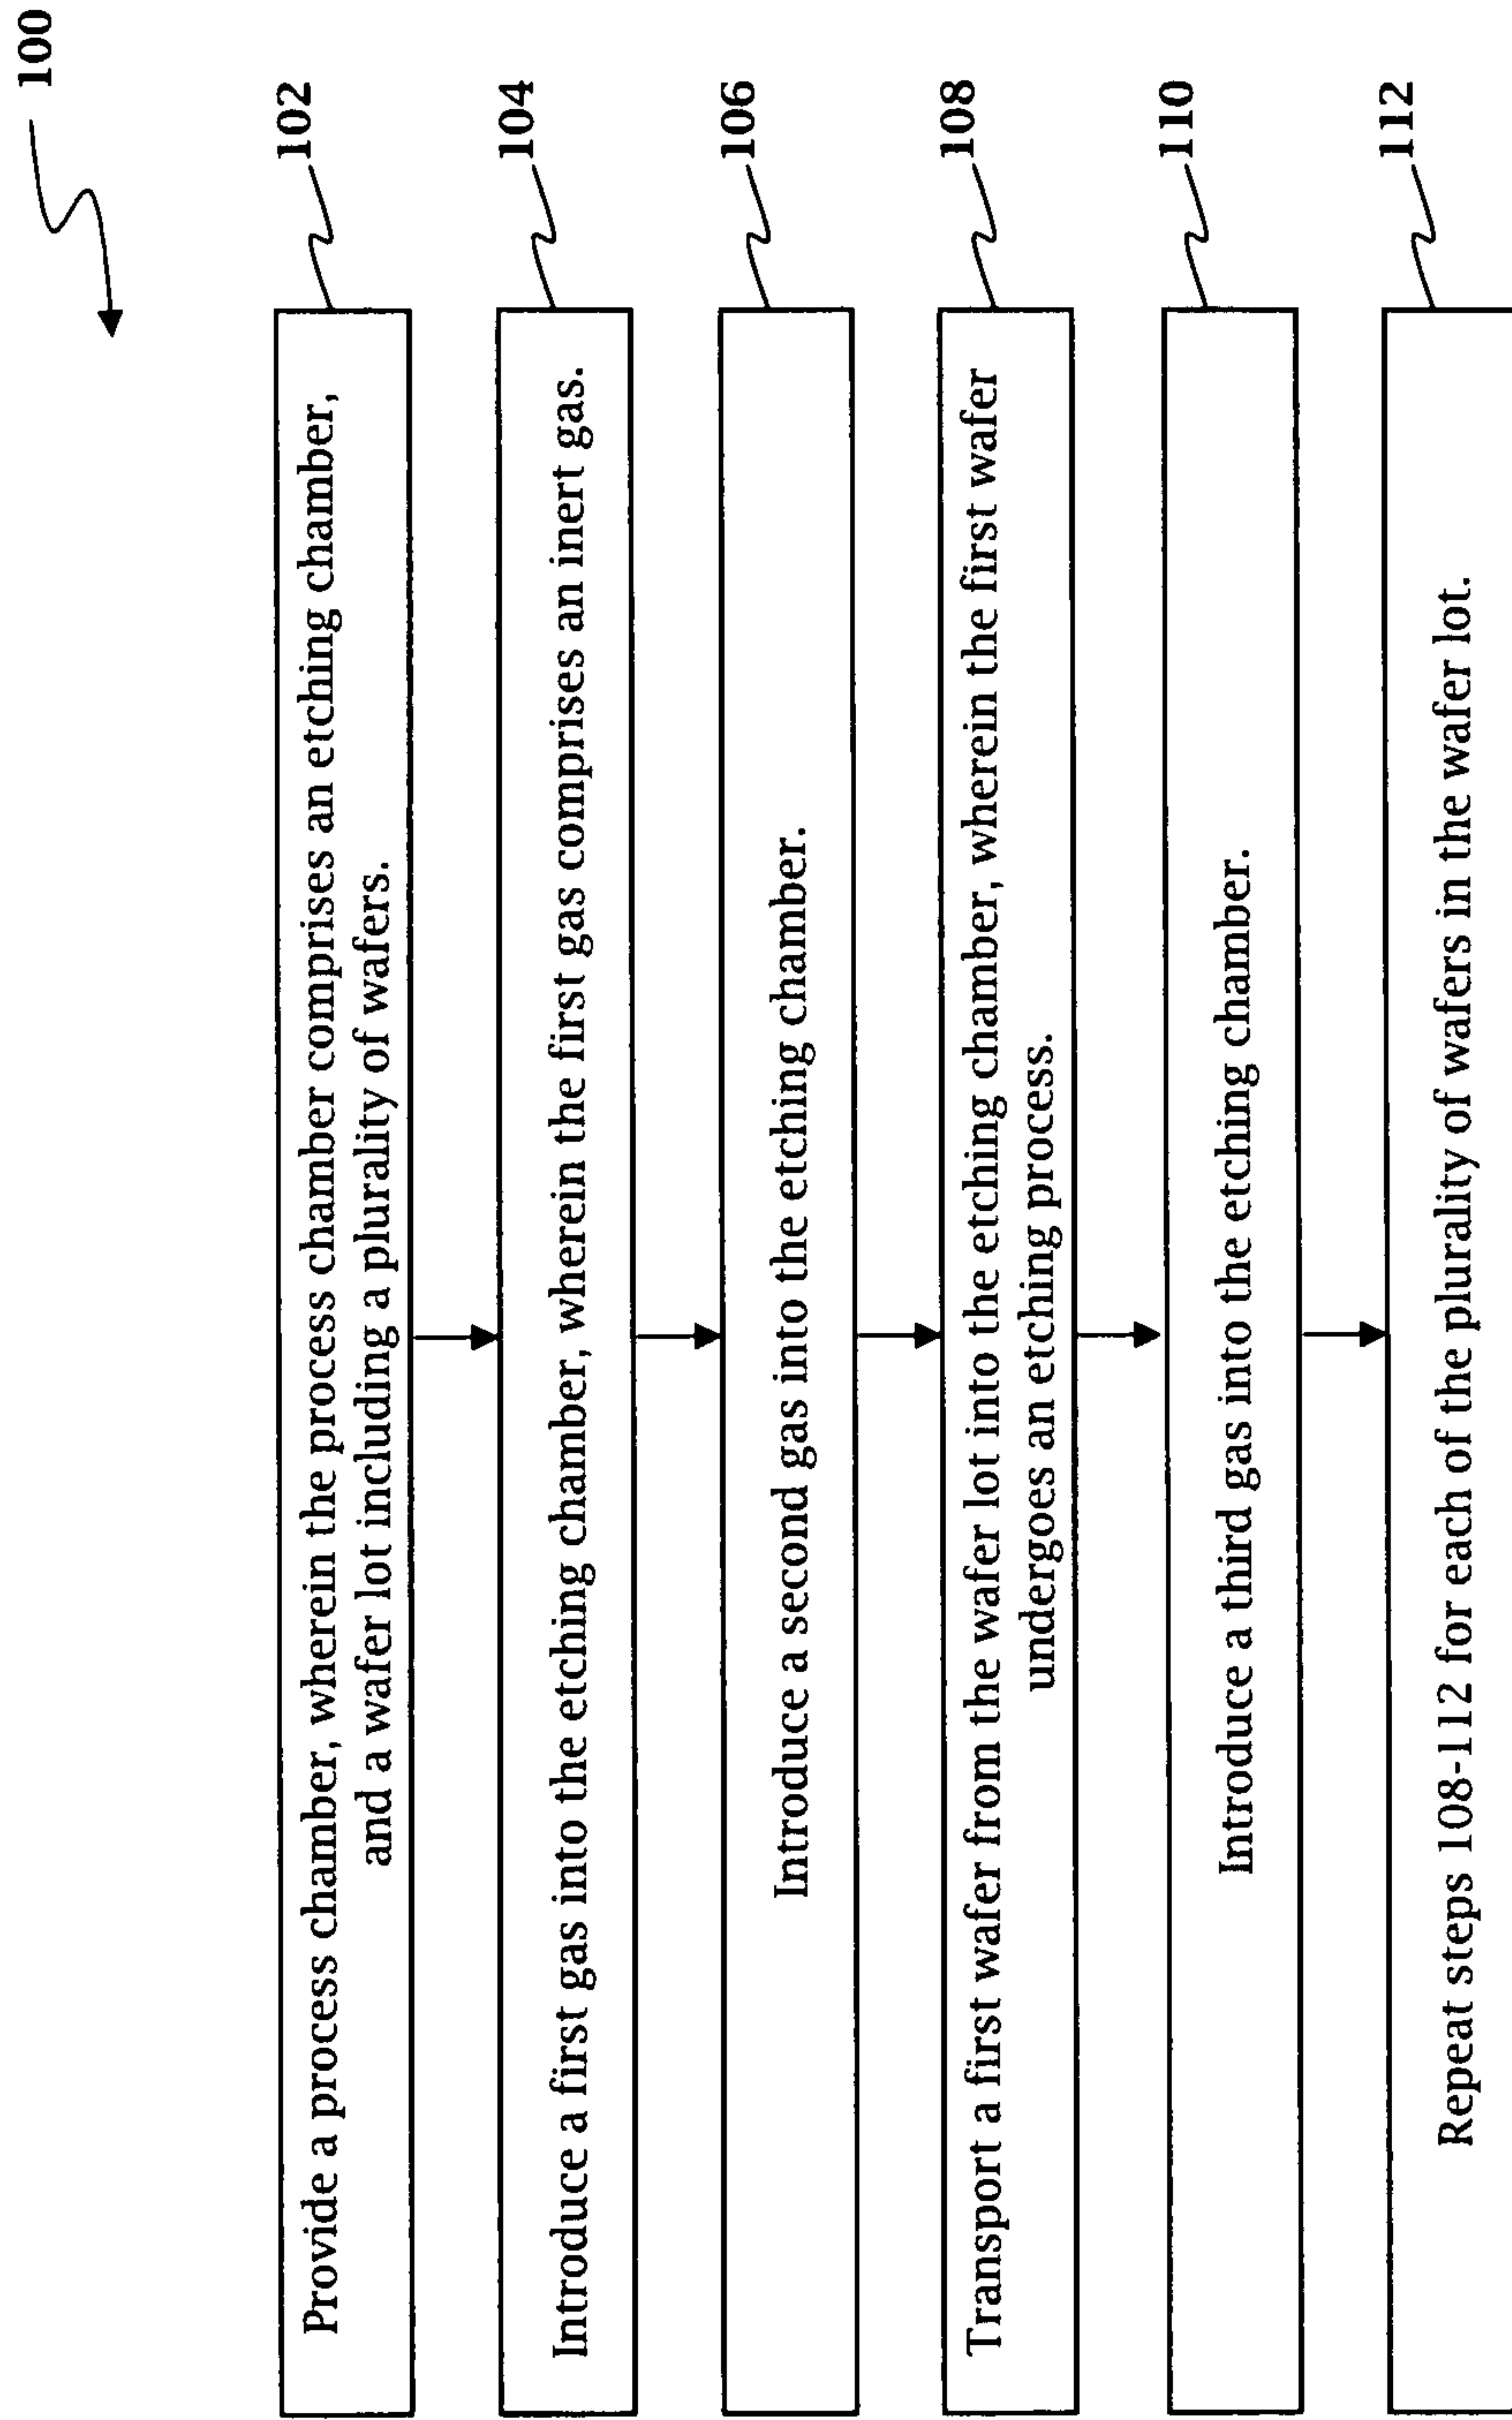 100
Provide a process chamber, wherein the process chamber comprises an etching chamber,
and a wafer lot including a plurality of wafers.
102
Introduce a first gas into the etching chamber, wherein the first gas comprises an inert gas.
104
Introduce a second gas into the etching chamber.
106
Transport a first wafer from the wafer lot into the etching chamber, wherein the first wafer
undergoes an etching process.
108
Introduce a third gas into the etching chamber.
110
Repeat steps 108-112 for each of the plurality of wafers in the wafer lot.
112